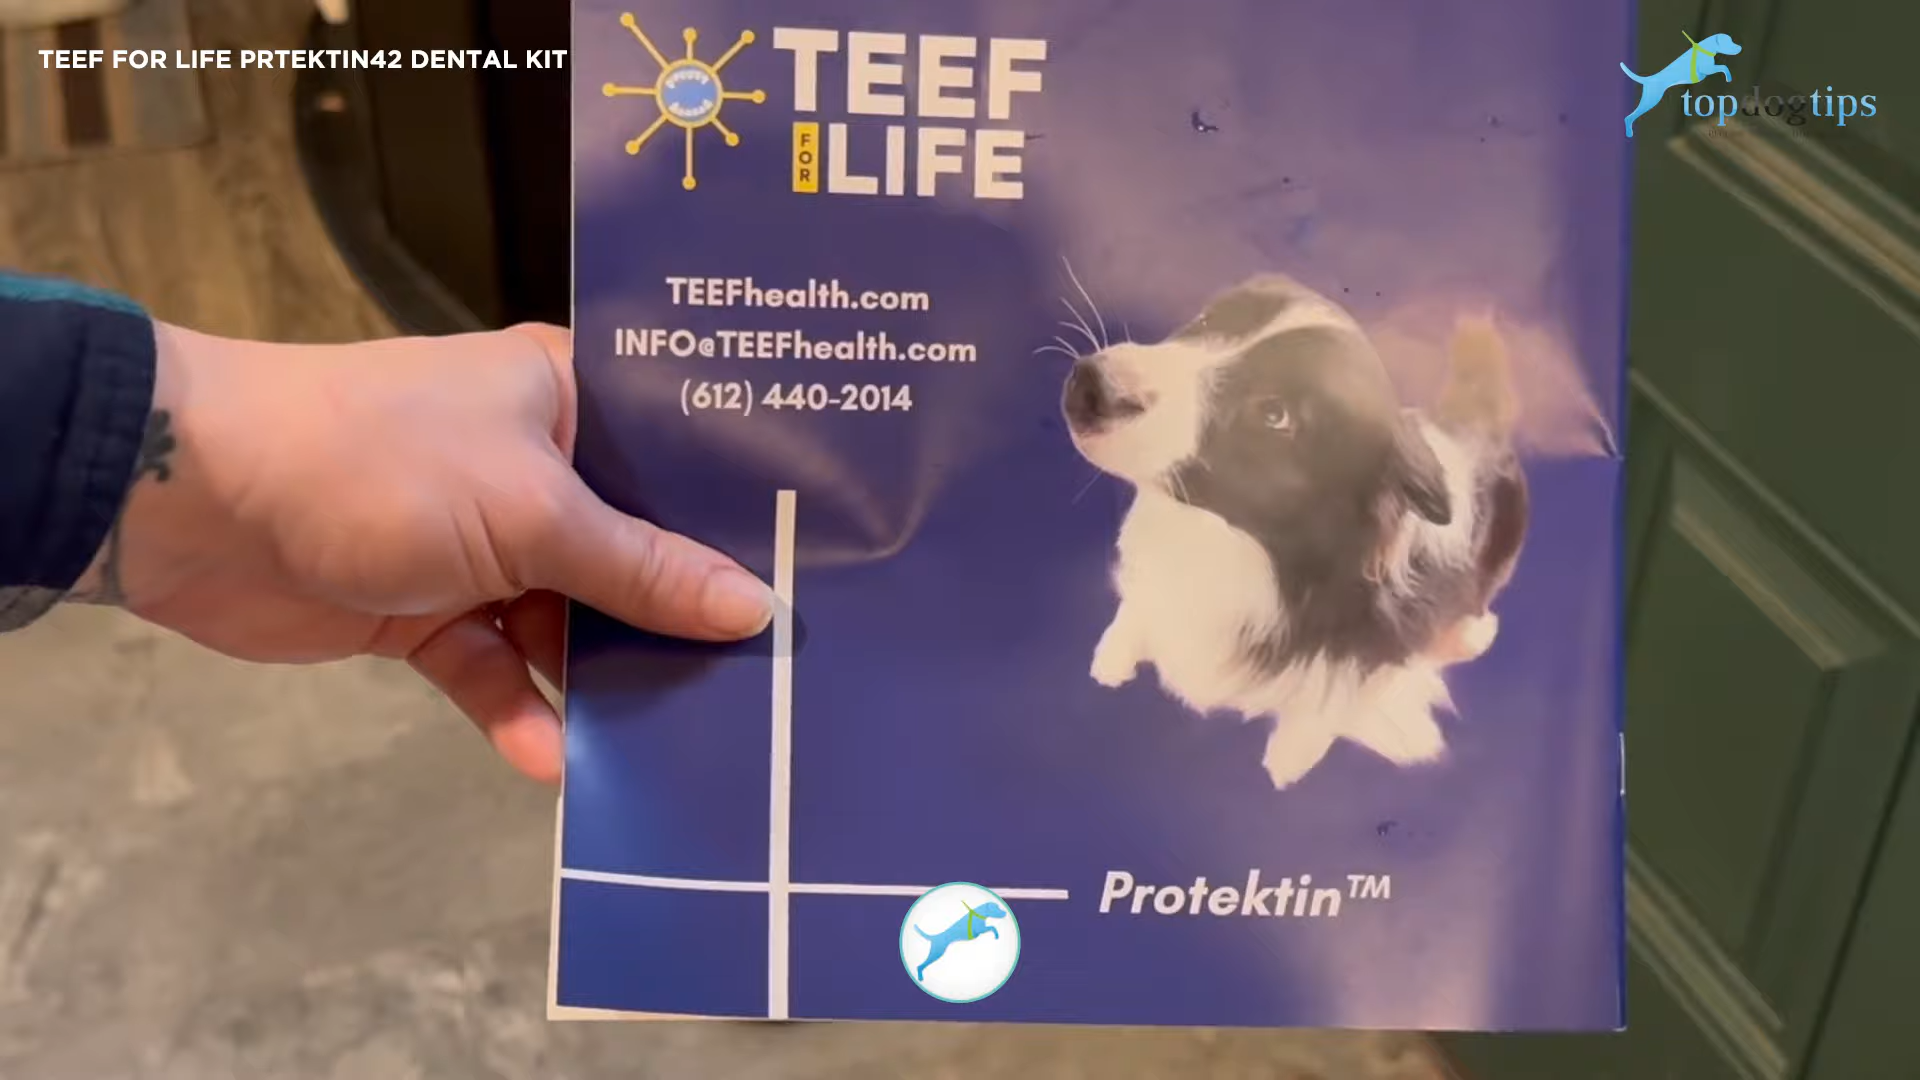 TEEF FOR LIFE PRTEKTIN42 DENTAL KIT
TEEF
FOR
LIFE
topdogtips
TEEFhealth.com
INFO@TEEFhealth.com
(612) 440-2014
Protektin™